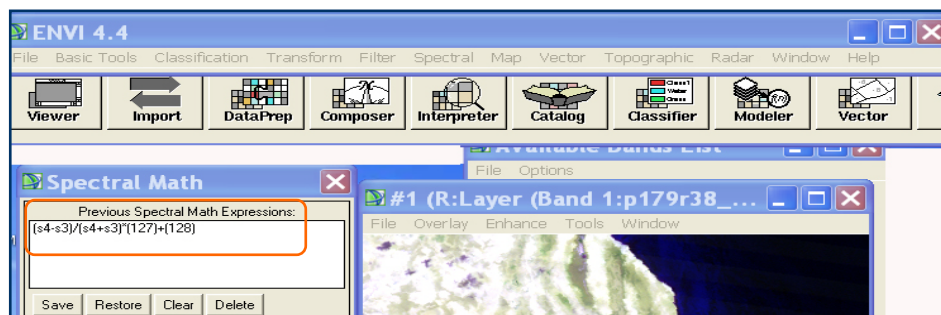 ENVI 4.4
File Basic Tools Classification Transform Filter Spectral Map Vector Topographic Radar Window Help
Viewer Import DataPrep Composer Interpreter Catalog Classifier Modeler Vector
Available Bands List
File Options
Spectral Math
#1 (R:Layer (Band 1:p179r38_...
File Overlay Enhance Tools Window
Previous Spectral Math Expressions:
(s4-s3)/(s4+s3)*(127)+(128)
Save Restore Clear Delete